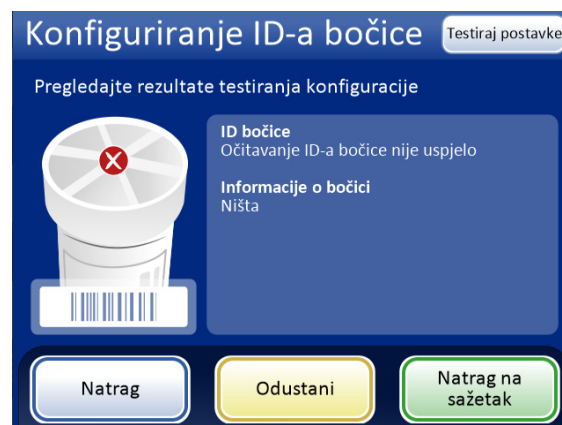 Konfiguriranje ID-a bočice
Testiraj postavke
Pregledajte rezultate testiranja konfiguracije
ID bočice
Očitavanje ID-a bočice nije uspjelo
Informacije o bočici
Ništa
Natrag
Odustani
Natrag na
sažetak